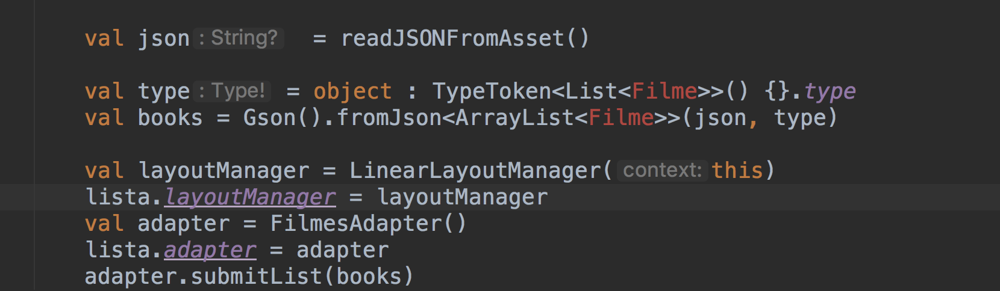 val json : String? = readJSONFromAsset()
val type : Type! = object : TypeToken<List<Filme>>() {}.type
val books = Gson().fromJson<ArrayList<Filme>>(json, type)
val layoutManager = LinearLayoutManager( context: this)
lista.layoutManager = layoutManager
val adapter = FilmesAdapter()
lista.adapter = adapter
adapter.submitList(books)